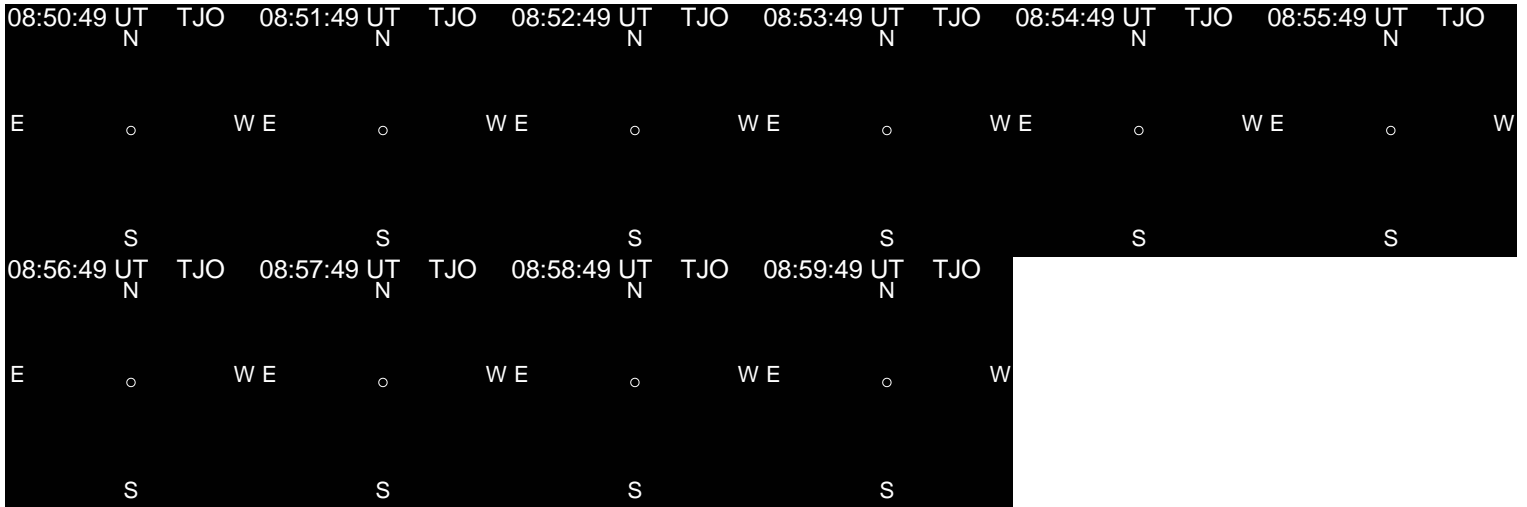 08:50:49 UT TJO 08:51:49 UT TJO 08:52:49 UT TJO 08:53:49 UT TJO 08:54:49 UT TJO 08:55:49 UT TJO
N N N N N N
E W E W E W E W E W E W
S S S S S S
08:56:49 UT TJO 08:57:49 UT TJO 08:58:49 UT TJO 08:59:49 UT TJO
N N N N
E W E W E W E W
S S S S